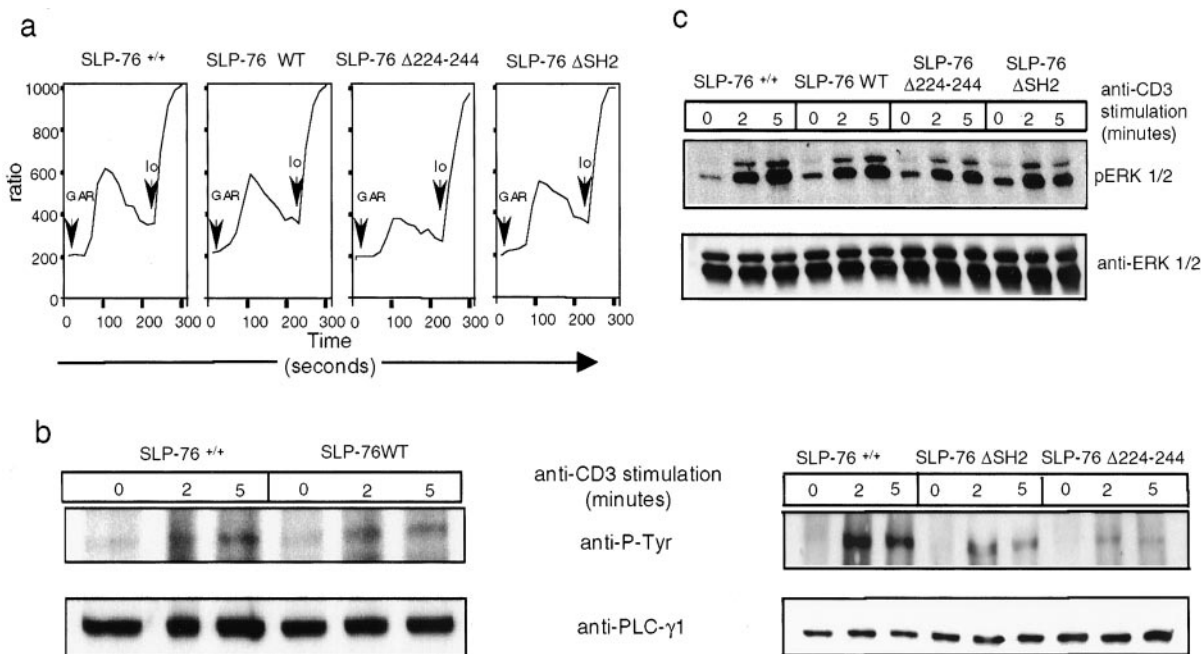 a
SLP-76 +/+
SLP-76 WT
SLP-76 Δ224-244
SLP-76 ΔSH2
1000
800
600
400
200
0
ratio
GAR
Io
GAR
Io
GAR
Io
GAR
Io
0 100 200 300
0 100 200 300
0 100 200 300
0 100 200 300
Time
(seconds)
c
SLP-76 +/+
SLP-76 WT
SLP-76
Δ224-244
SLP-76
ΔSH2
anti-CD3
stimulation
(minutes)
0 2 5 0 2 5 0 2 5 0 2 5
pERK 1/2
anti-ERK 1/2
b
SLP-76 +/+
SLP-76WT
0 2 5 0 2 5
anti-CD3 stimulation
(minutes)
anti-P-Tyr
anti-PLC-γ1
SLP-76 +/+
SLP-76 ΔSH2
SLP-76 Δ224-244
0 2 5 0 2 5 0 2 5